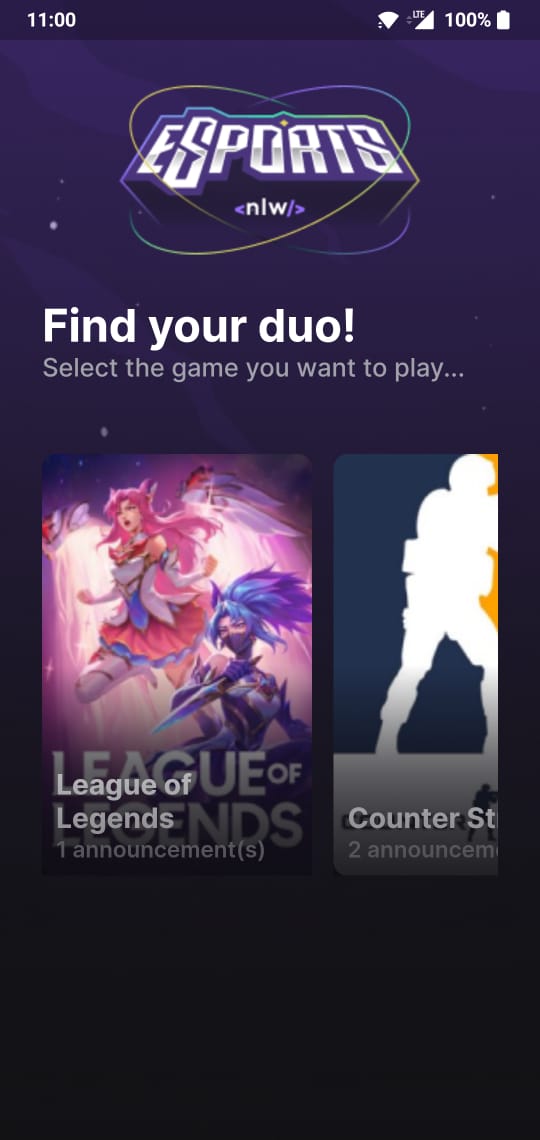 11:00
LTE
100%
ESPORTS
<nlw/>
Find your duo!
Select the game you want to play...
LEAGUE OF
LEGENDS
League of
Legends
1 announcement(s)
Counter St
2 announcem